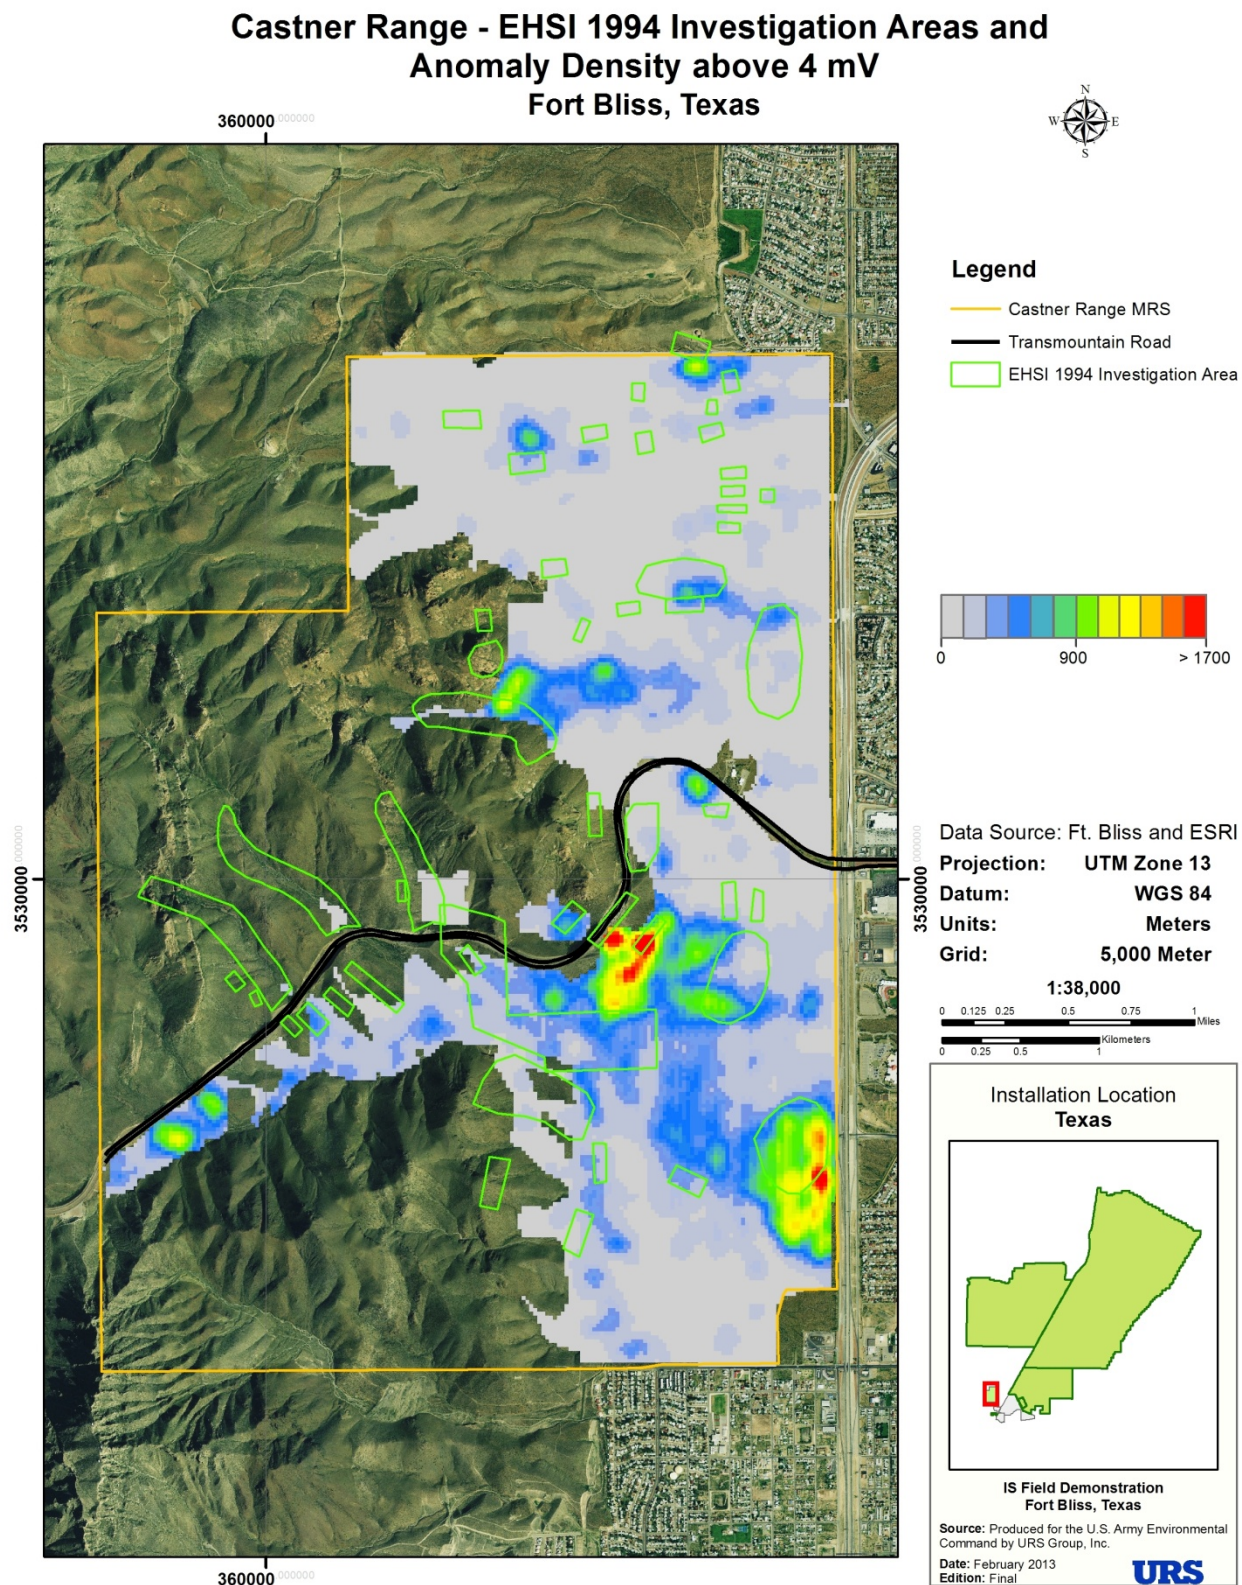 Castner Range - EHSI 1994 Investigation Areas and
Anomaly Density above 4 mV
Fort Bliss, Texas
360000.000000
N
W E
S
Legend
Castner Range MRS
Transmountain Road
EHSI 1994 Investigation Area
0 900 > 1700
3530000.000000
3530000.000000
Data Source: Ft. Bliss and ESRI
Projection: UTM Zone 13
Datum: WGS 84
Units: Meters
Grid: 5,000 Meter
1:38,000
0 0.125 0.25 0.5 0.75 1
Miles
Kilometers
0 0.25 0.5 1
Installation Location
Texas
IS Field Demonstration
Fort Bliss, Texas
Source: Produced for the U.S. Army Environmental
Command by URS Group, Inc.
Date: February 2013
Edition: Final
URS
360000.000000